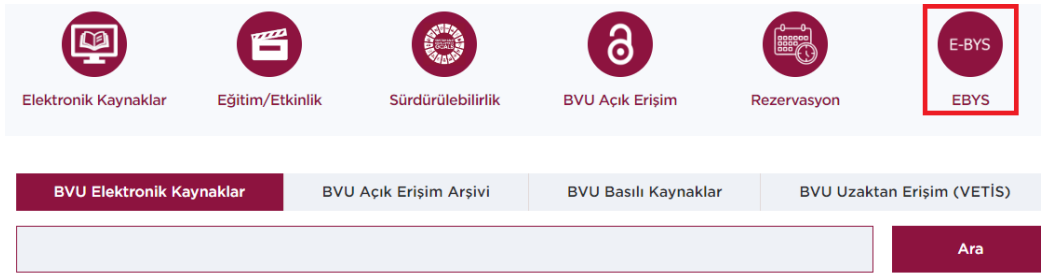 E-BYS
Elektronik Kaynaklar Eğitim/Etkinlik Sürdürülebilirlik BVU Açık Erişim Rezervasyon EBYS
BVU Elektronik Kaynaklar BVU Açık Erişim Arşivi BVU Basılı Kaynaklar BVU Uzaktan Erişim (VETİS)
Ara